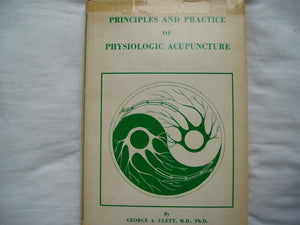 PRINCIPLES AND PRACTICE
OF
PHYSIOLOGIC ACUPUNCTURE
By
GEORGE A. ULETT, M.D., Ph.D.